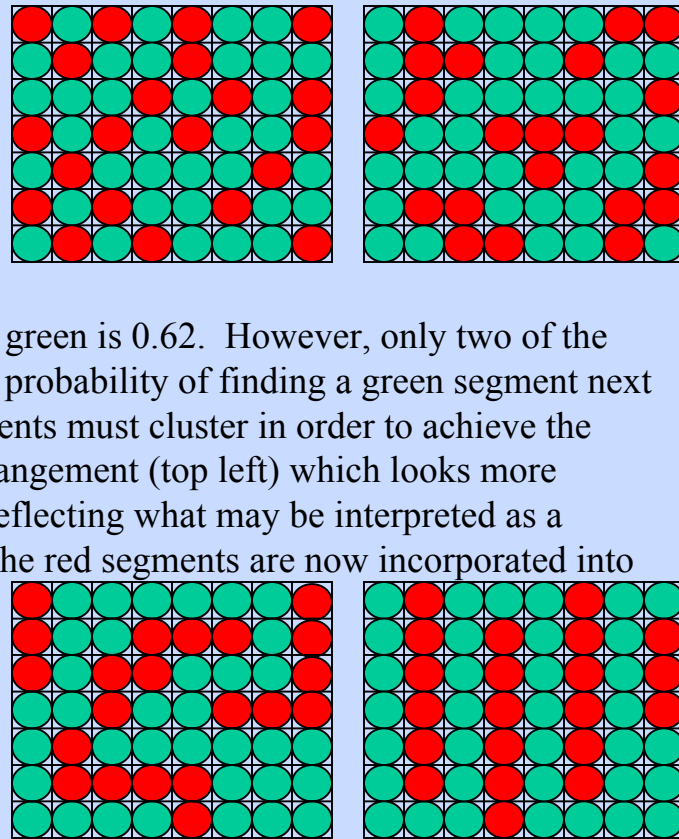 green is 0.62. However, only two of the
probability of finding a green segment next
ents must cluster in order to achieve the
angement (top left) which looks more
eflecting what may be interpreted as a
he red segments are now incorporated into